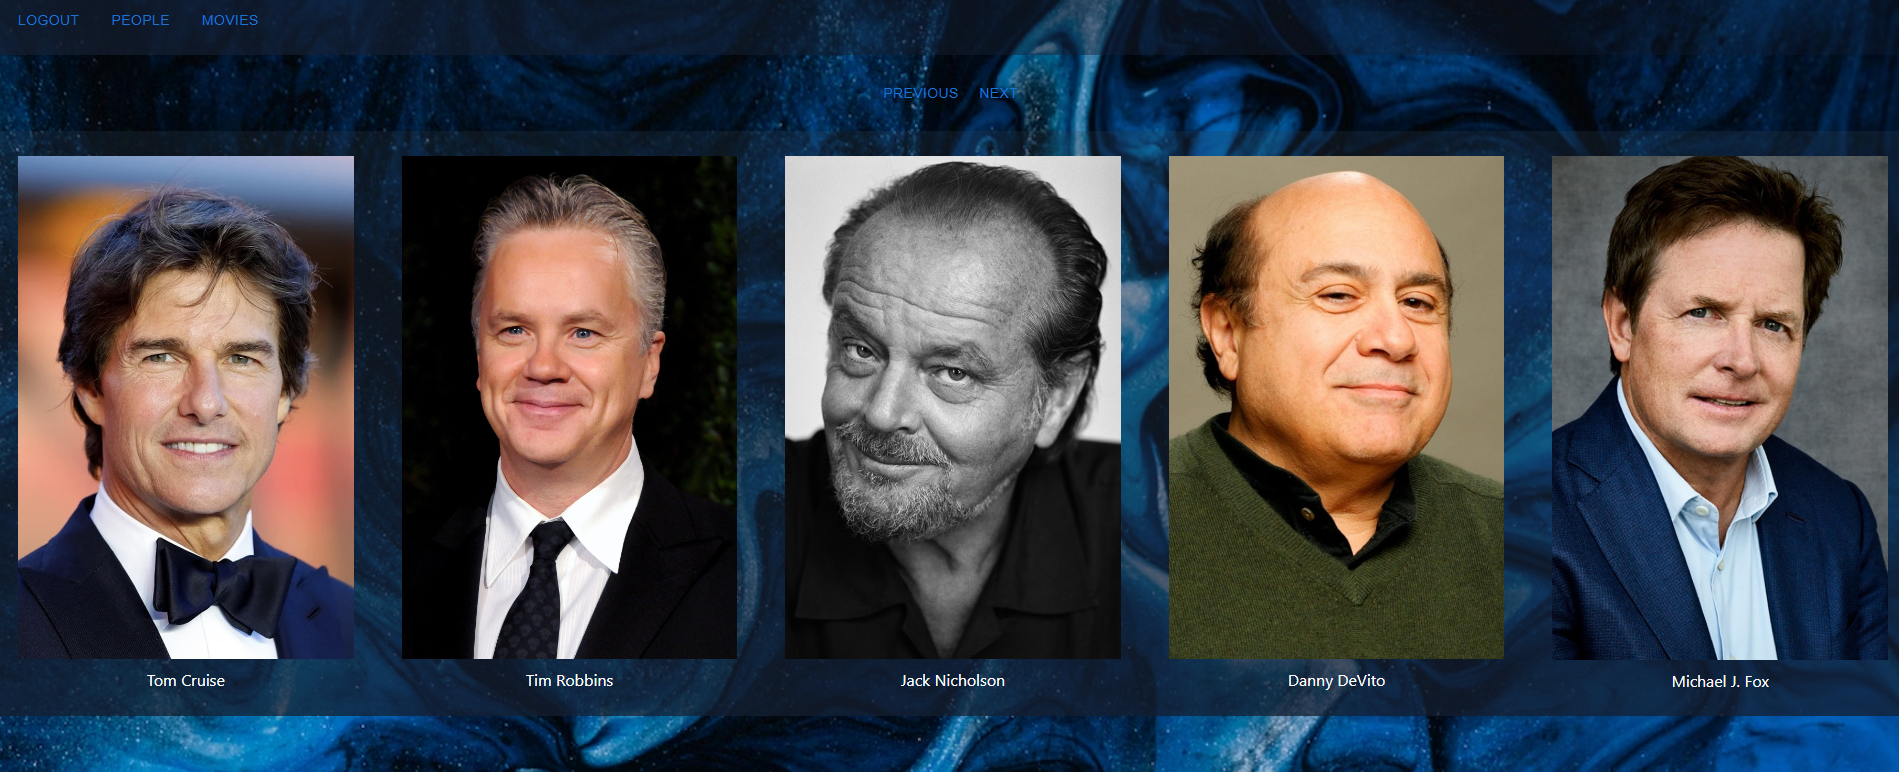 LOGOUT PEOPLE MOVIES
PREVIOUS NEXT
Tom Cruise Tim Robbins Jack Nicholson Danny DeVito Michael J. Fox